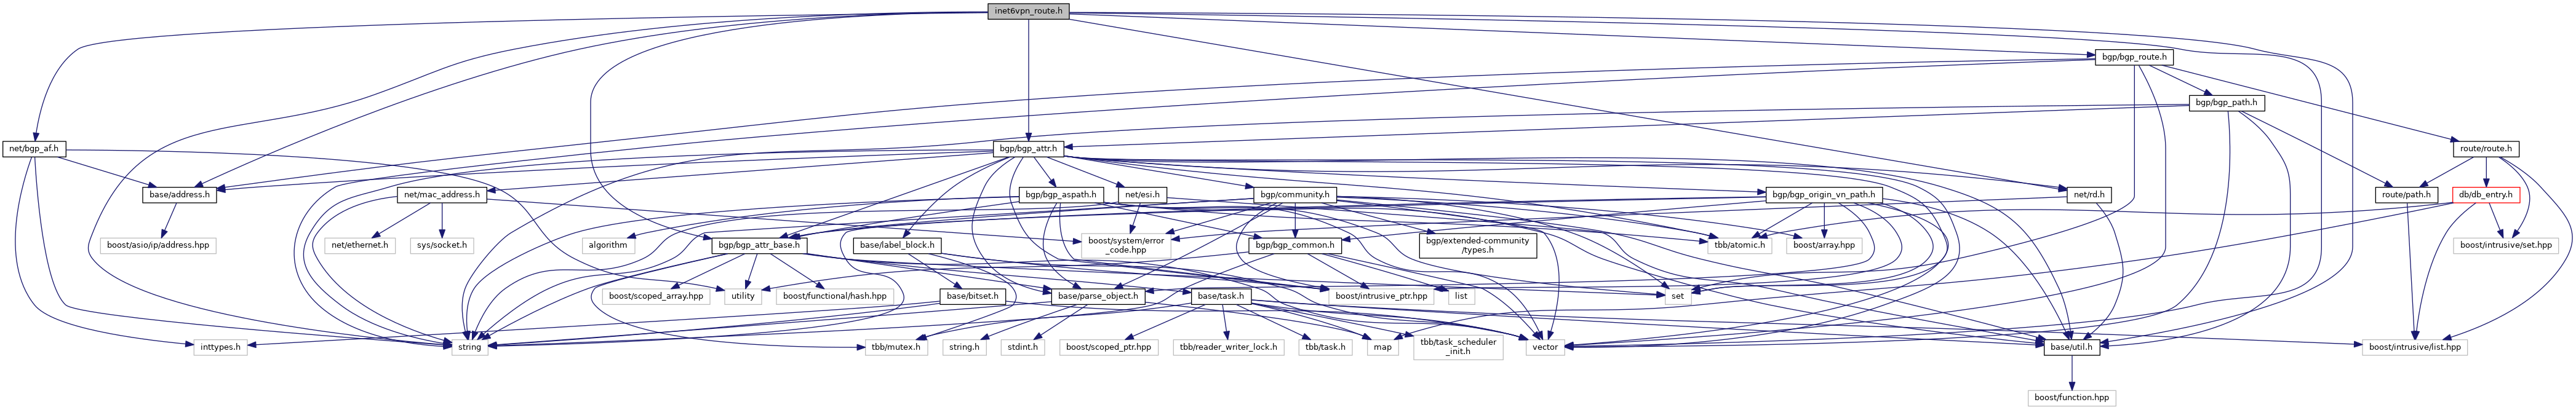 inet6vpn_route.h
bgp/bgp_route.h
bgp/bgp_path.h
net/bgp_af.h
bgp/bgp_attr.h
route/route.h
base/address.h
net/mac_address.h
bgp/bgp_aspath.h
net/esi.h
bgp/community.h
bgp/bgp_origin_vn_path.h
net/rd.h
route/path.h
db/db_entry.h
boost/asio/ip/address.hpp
net/ethernet.h
sys/socket.h
algorithm
bgp/bgp_attr_base.h
base/label_block.h
boost/system/error
_code.hpp
bgp/bgp_common.h
bgp/extended-community
/types.h
tbb/atomic.h
boost/array.hpp
boost/intrusive/set.hpp
boost/scoped_array.hpp
utility
boost/functional/hash.hpp
base/bitset.h
base/parse_object.h
base/task.h
boost/intrusive_ptr.hpp
list
set
inttypes.h
string
tbb/mutex.h
string.h
stdint.h
boost/scoped_ptr.hpp
tbb/reader_writer_lock.h
tbb/task.h
map
tbb/task_scheduler
_init.h
vector
base/util.h
boost/intrusive/list.hpp
boost/function.hpp